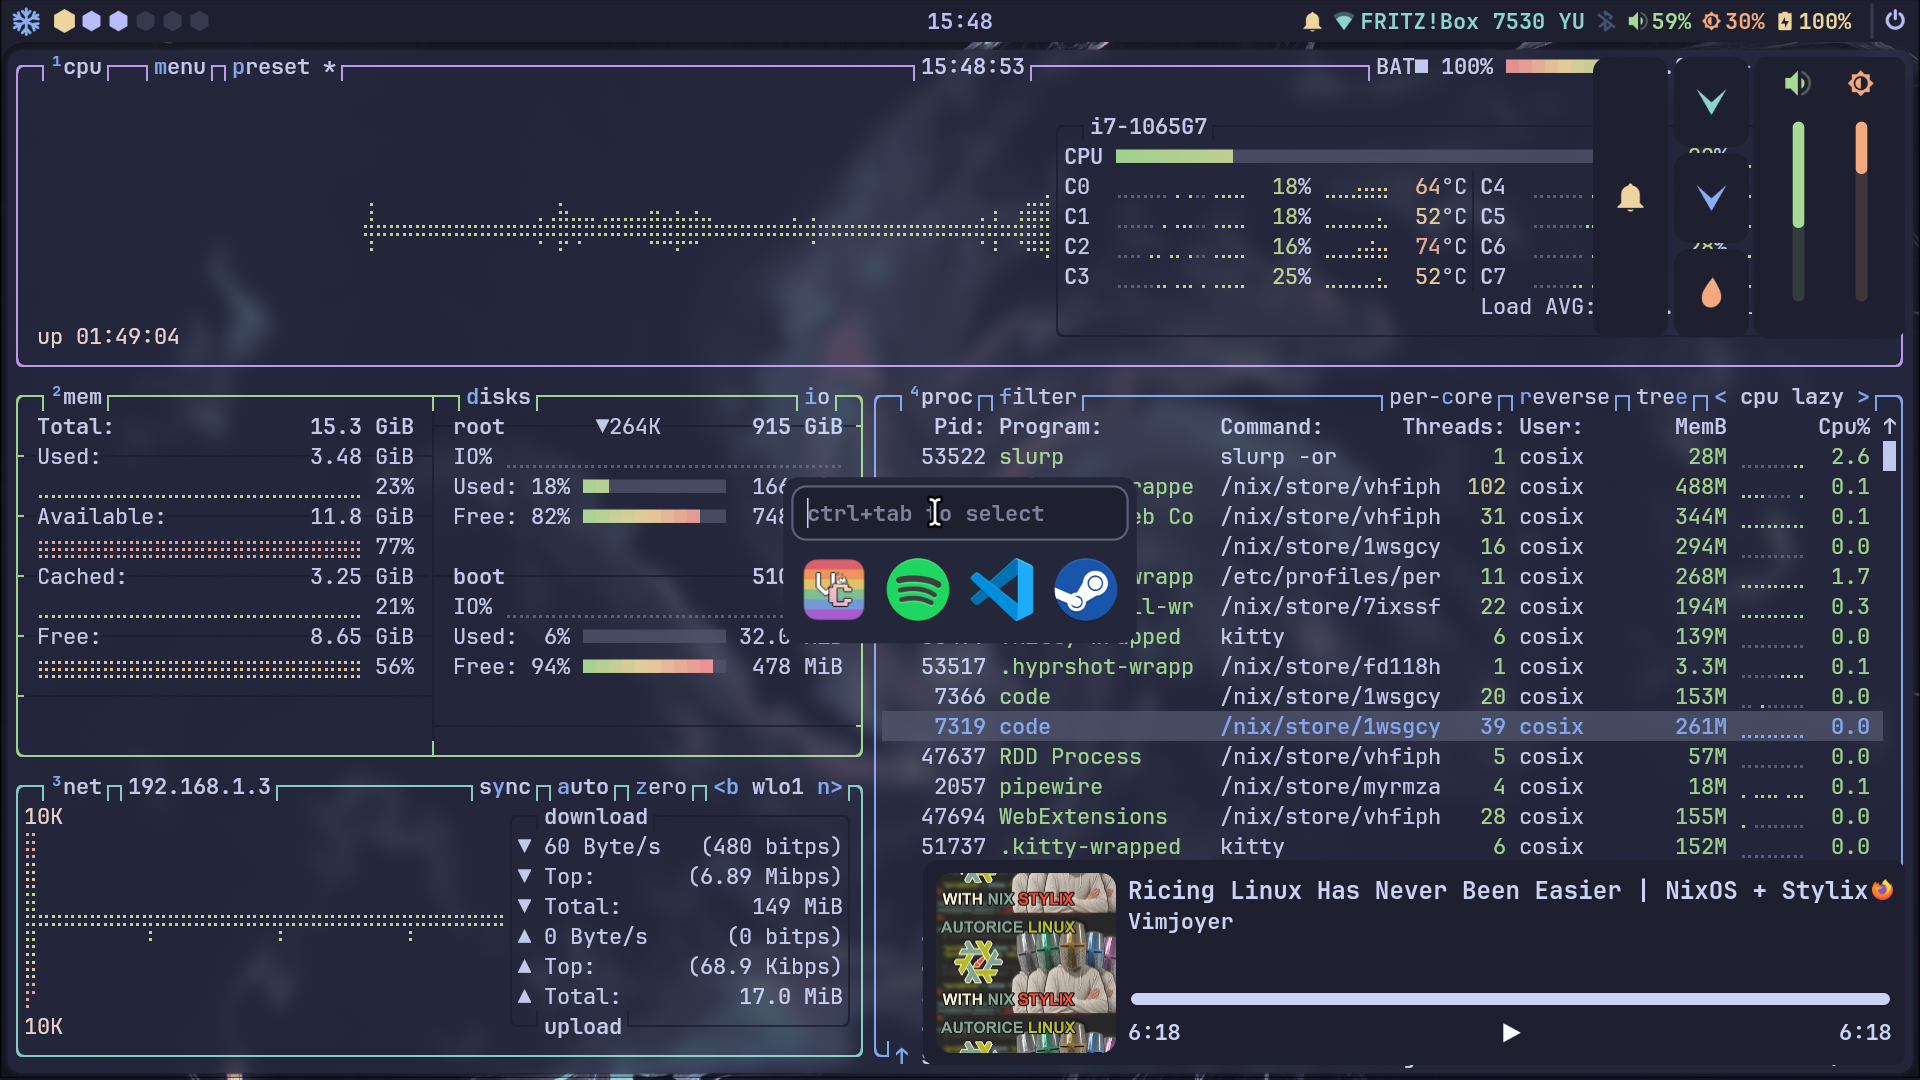 15:48
FRITZ!Box 7530 YU
59%
30%
100%
1cpu
menu
preset *
15:48:53
BAT 100%
i7-1065G7
CPU
C0 18% 64°C C4
C1 18% 52°C C5
C2 16% 74°C C6
C3 25% 52°C C7
Load AVG:
up 01:49:04
2mem
disks
io
Total: 15.3 GiB
Used: 3.48 GiB
23%
Available: 11.8 GiB
77%
Cached: 3.25 GiB
21%
Free: 8.65 GiB
56%
root ▼264K 915 GiB
IO%
Used: 18% 166
Free: 82% 748
boot 510
IO%
Used: 6% 32.0
Free: 94% 478 MiB
3net
192.168.1.3
sync
auto
zero
<b wlo1 n>
10K
10K
download
▼ 60 Byte/s (480 bitps)
▼ Top: (6.89 Mibps)
▼ Total: 149 MiB
▲ 0 Byte/s (0 bitps)
▲ Top: (68.9 Kibps)
▲ Total: 17.0 MiB
upload
4proc
filter
per-core
reverse
tree
< cpu lazy >
Pid: Program: Command: Threads: User: MemB Cpu% ↑
53522 slurp slurp -or 1 cosix 28M 2.6
rappe /nix/store/vhfiph 102 cosix 488M 0.1
eb Co /nix/store/vhfiph 31 cosix 344M 0.1
/nix/store/1wsgcy 16 cosix 294M 0.0
wrapp /etc/profiles/per 11 cosix 268M 1.7
ll-wr /nix/store/7ixssf 22 cosix 194M 0.3
kitty 6 cosix 139M 0.0
53517 .hyprshot-wrapp /nix/store/fd118h 1 cosix 3.3M 0.1
7366 code /nix/store/1wsgcy 20 cosix 153M 0.0
7319 code /nix/store/1wsgcy 39 cosix 261M 0.0
47637 RDD Process /nix/store/vhfiph 5 cosix 57M 0.0
2057 pipewire /nix/store/myrmza 4 cosix 18M 0.1
47694 WebExtensions /nix/store/vhfiph 28 cosix 155M 0.0
51737 .kitty-wrapped kitty 6 cosix 152M 0.0
ctrl+tab to select
UC
WITH NIX STYLIX
AUTORICE LINUX
WITH NIX STYLIX
AUTORICE LINUX
Ricing Linux Has Never Been Easier | NixOS + Stylix
Vimjoyer
6:18
6:18